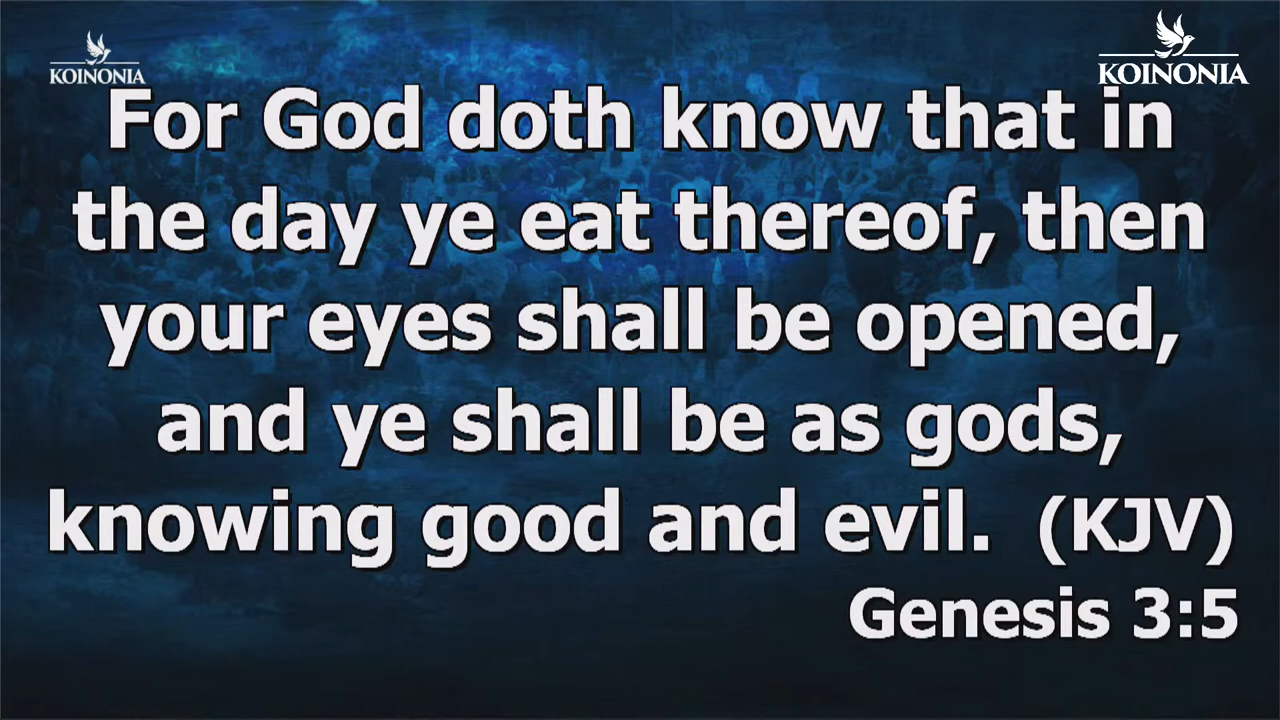 KOINONIA
KOINONIA
For God doth know that in
the day ye eat thereof, then
your eyes shall be opened,
and ye shall be as gods,
knowing good and evil. (KJV)
Genesis 3:5